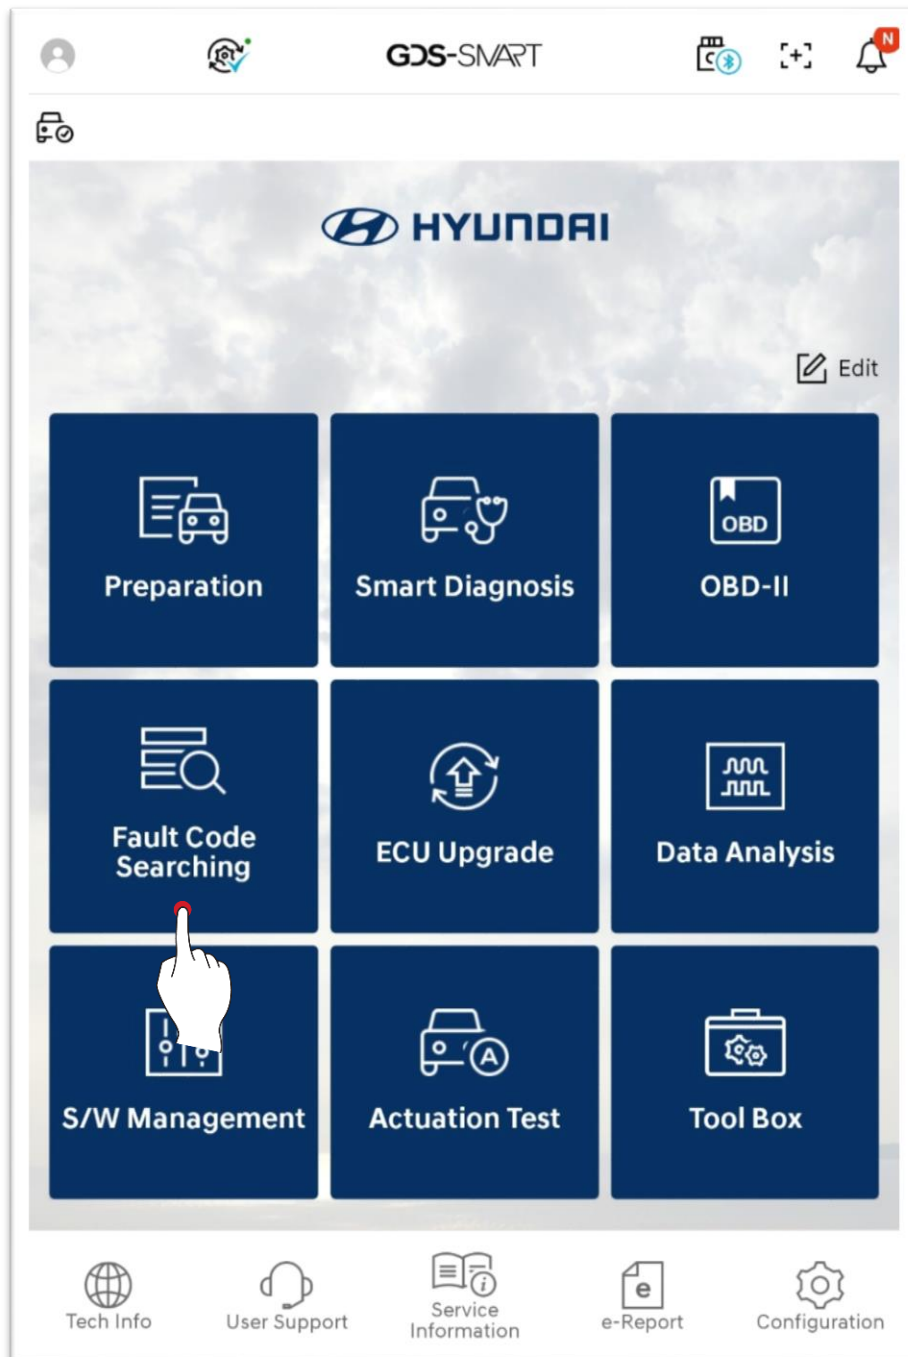 GDS-SMART
N
HYUNDAI
Edit
OBD
Preparation
Smart Diagnosis
OBD-II
Fault Code
Searching
ECU Upgrade
Data Analysis
A
S/W Management
Actuation Test
Tool Box
i
e
Tech Info
User Support
Service
Information
e-Report
Configuration